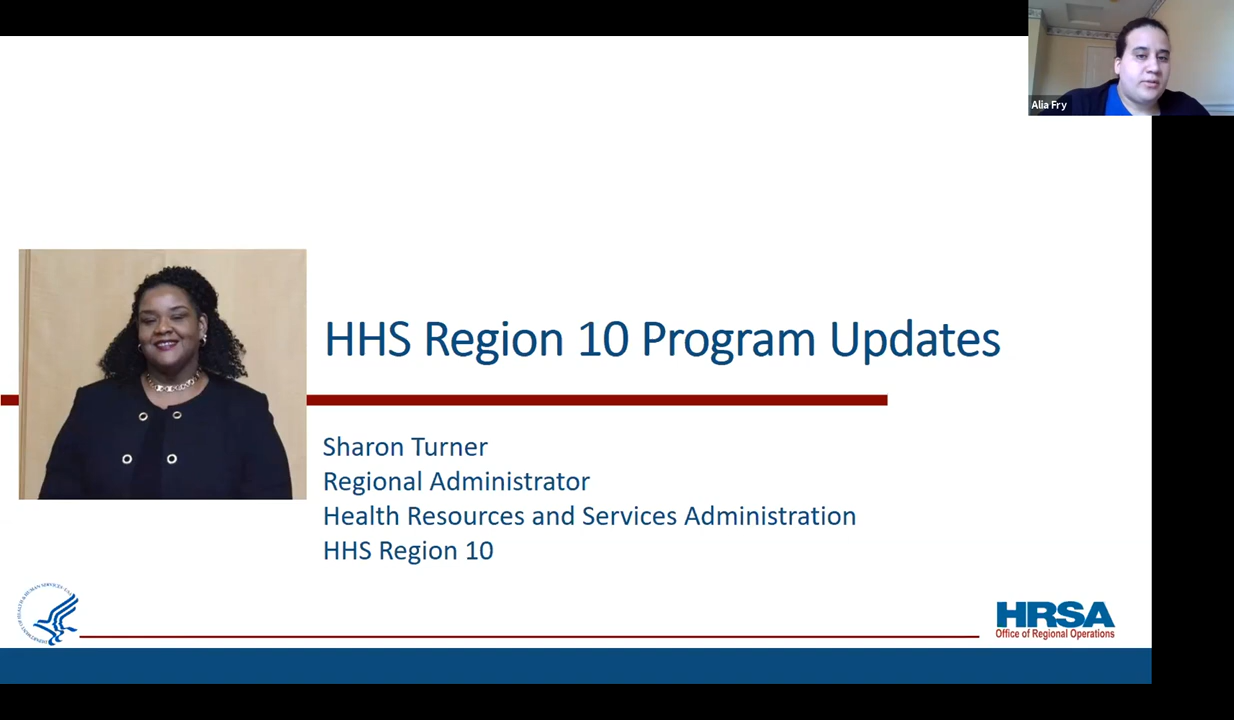 Alia Fry
HHS Region 10 Program Updates
Sharon Turner
Regional Administrator
Health Resources and Services Administration
HHS Region 10
HRSA
Office of Regional Operations